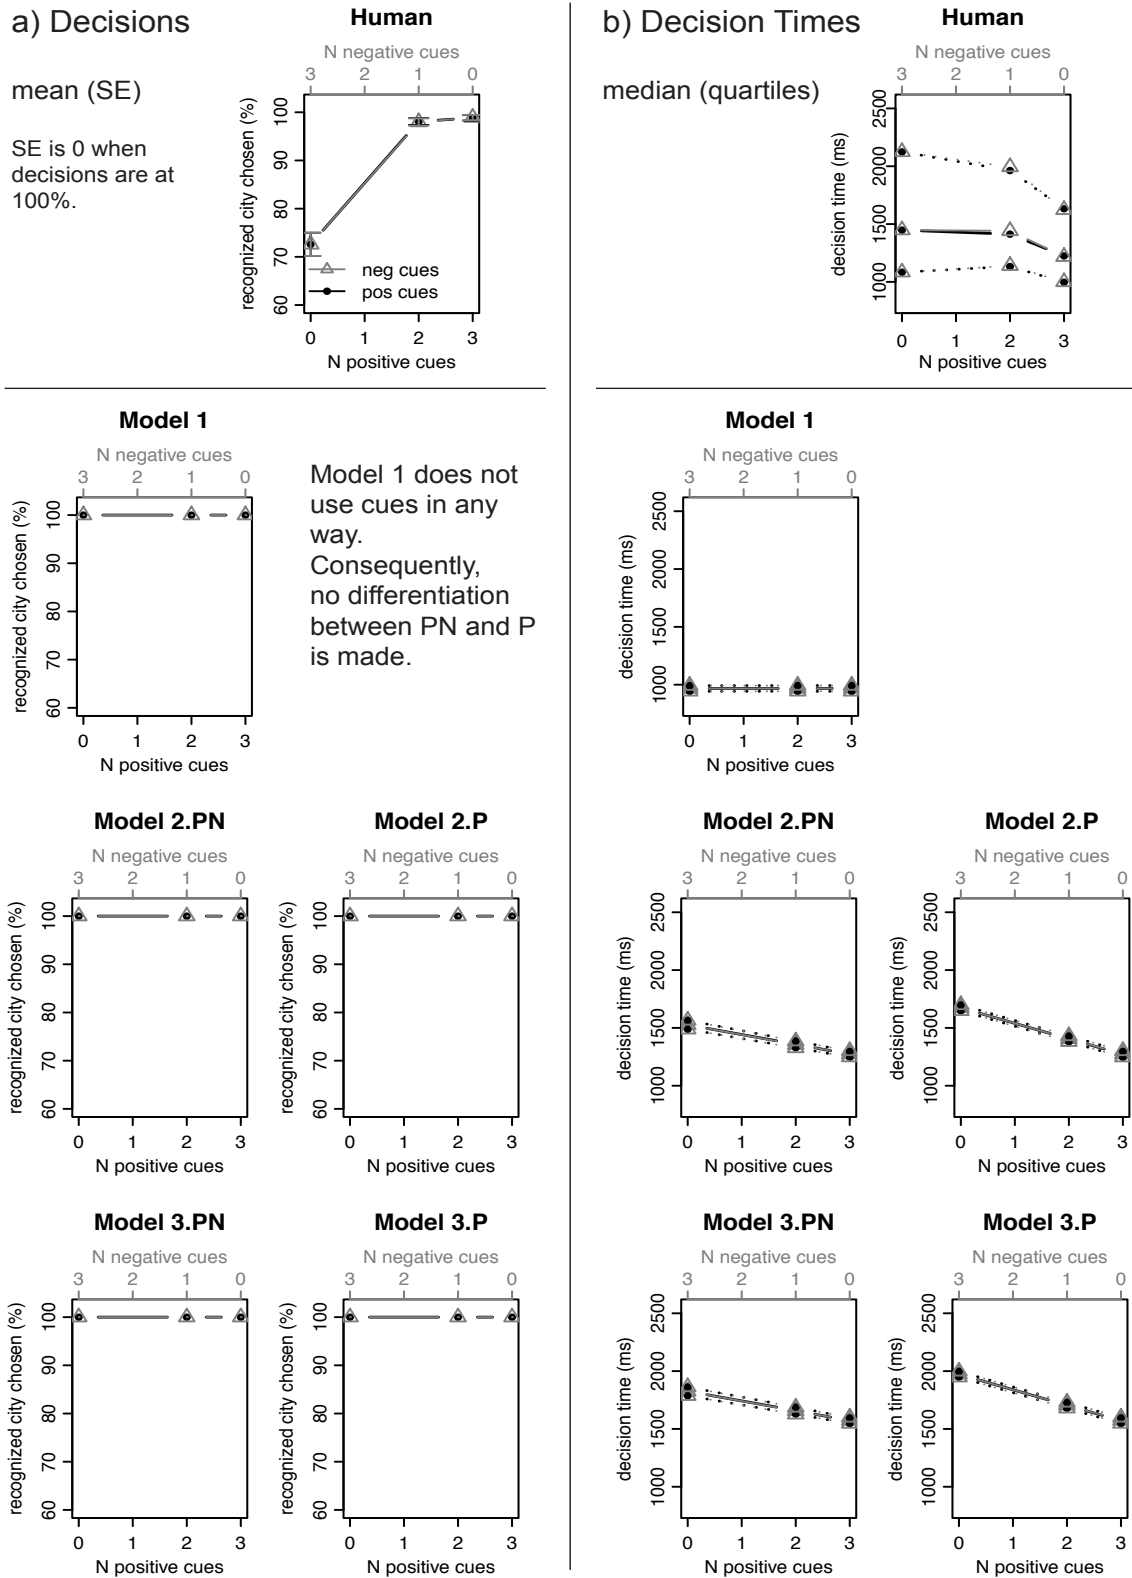 a) Decisions
mean (SE)
SE is 0 when
decisions are at
100%.
Human
N negative cues
3 2 1 0
recognized city chosen (%)
100
90
80
70
60
neg cues
pos cues
0 1 2 3
N positive cues
b) Decision Times
median (quartiles)
Human
N negative cues
3 2 1 0
decision time (ms)
2500
2000
1500
1000
0 1 2 3
N positive cues
Model 1
N negative cues
3 2 1 0
recognized city chosen (%)
100
90
80
70
60
0 1 2 3
N positive cues
Model 1 does not
use cues in any
way.
Consequently,
no differentiation
between PN and P
is made.
Model 1
N negative cues
3 2 1 0
decision time (ms)
2500
2000
1500
1000
0 1 2 3
N positive cues
Model 2.PN
N negative cues
3 2 1 0
recognized city chosen (%)
100
90
80
70
60
0 1 2 3
N positive cues
Model 2.P
N negative cues
3 2 1 0
recognized city chosen (%)
100
90
80
70
60
0 1 2 3
N positive cues
Model 2.PN
N negative cues
3 2 1 0
decision time (ms)
2500
2000
1500
1000
0 1 2 3
N positive cues
Model 2.P
N negative cues
3 2 1 0
decision time (ms)
2500
2000
1500
1000
0 1 2 3
N positive cues
Model 3.PN
N negative cues
3 2 1 0
recognized city chosen (%)
100
90
80
70
60
0 1 2 3
N positive cues
Model 3.P
N negative cues
3 2 1 0
recognized city chosen (%)
100
90
80
70
60
0 1 2 3
N positive cues
Model 3.PN
N negative cues
3 2 1 0
decision time (ms)
2500
2000
1500
1000
0 1 2 3
N positive cues
Model 3.P
N negative cues
3 2 1 0
decision time (ms)
2500
2000
1500
1000
0 1 2 3
N positive cues